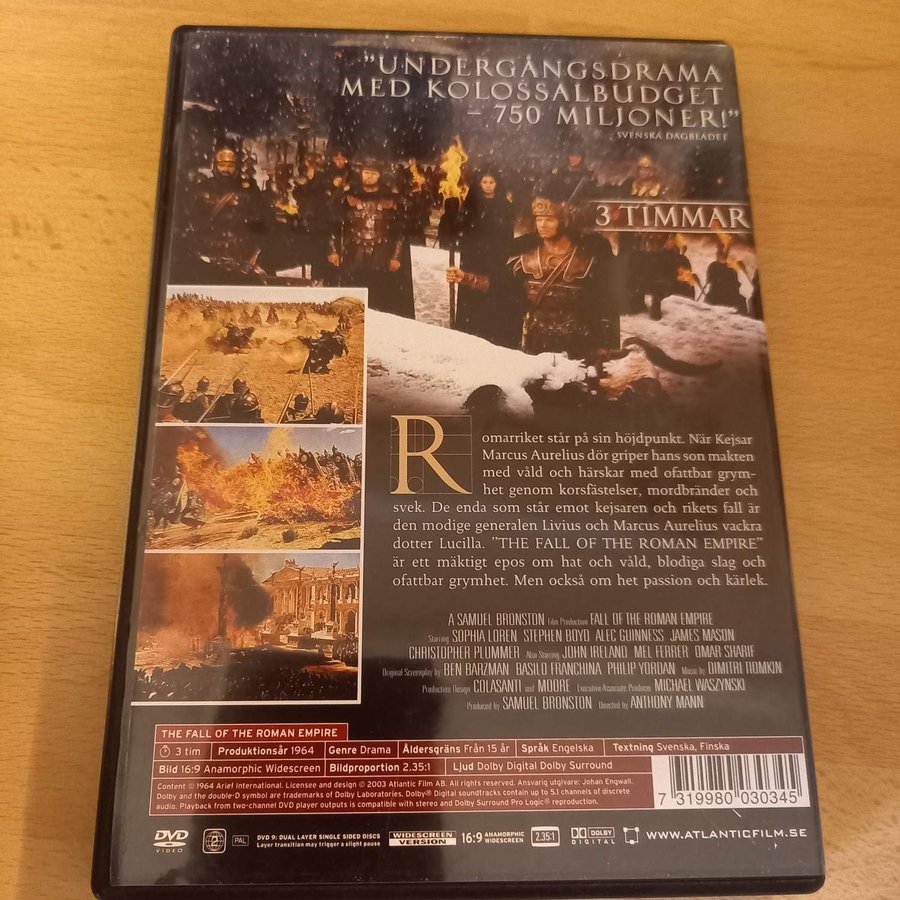 "UNDERGÅNGSDRAMA
MED KOLOSSALBUDGET
– 750 MILJONER!"
SVENSKA DAGBLADET
3 TIMMAR
Romarriket står på sin höjdpunkt. När Kejsar
Marcus Aurelius dör griper hans son makten
med våld och härskar med ofattbar grym-
het genom korsfästelser, mordbränder och
svek. De enda som står emot kejsaren och rikets fall är
den modige generalen Livius och Marcus Aurelius vackra
dotter Lucilla. "THE FALL OF THE ROMAN EMPIRE"
är ett mäktigt epos om hat och våld, blodiga slag och
ofattbar grymhet. Men också om het passion och kärlek.
A SAMUEL BRONSTON Film Production FALL OF THE ROMAN EMPIRE
Starring SOPHIA LOREN STEPHEN BOYD ALEC GUINNESS JAMES MASON
CHRISTOPHER PLUMMER Also Starring JOHN IRELAND MEL FERRER OMAR SHARIF
Original Screenplay by BEN BARZMAN BASILO FRANCHINA PHILIP YORDAN Music by DIMITRI TIOMKIN
Production Design COLASANTI and MOORE Executive Associate Producer MICHAEL WASZYNSKI
Produced by SAMUEL BRONSTON Directed by ANTHONY MANN
THE FALL OF THE ROMAN EMPIRE
3 tim Produktionsår 1964 Genre Drama Åldersgräns Från 15 år Språk Engelska Textning Svenska, Finska
Bild 16:9 Anamorphic Widescreen Bildproportion 2.35:1 Ljud Dolby Digital Dolby Surround
Content © 1964 Arief International. Licensee and design © 2003 Atlantic Film AB. All rights reserved. Ansvarig utgivare: Johan Engwall.
Dolby and the double-D symbol are trademarks of Dolby Laboratories. Dolby® Digital soundtracks contain up to 5.1 channels of discrete
audio. Playback from two-channel DVD player outputs is compatible with stereo and Dolby Surround Pro Logic® reproduction.
7 319980 030345
DVD VIDEO 2 PAL DVD 9: DUAL LAYER SINGLE SIDED DISCS
Layer transition may trigger a slight pause
WIDESCREEN VERSION 16:9 ANAMORPHIC WIDESCREEN 2.35:1 DOLBY DIGITAL WWW.ATLANTICFILM.SE